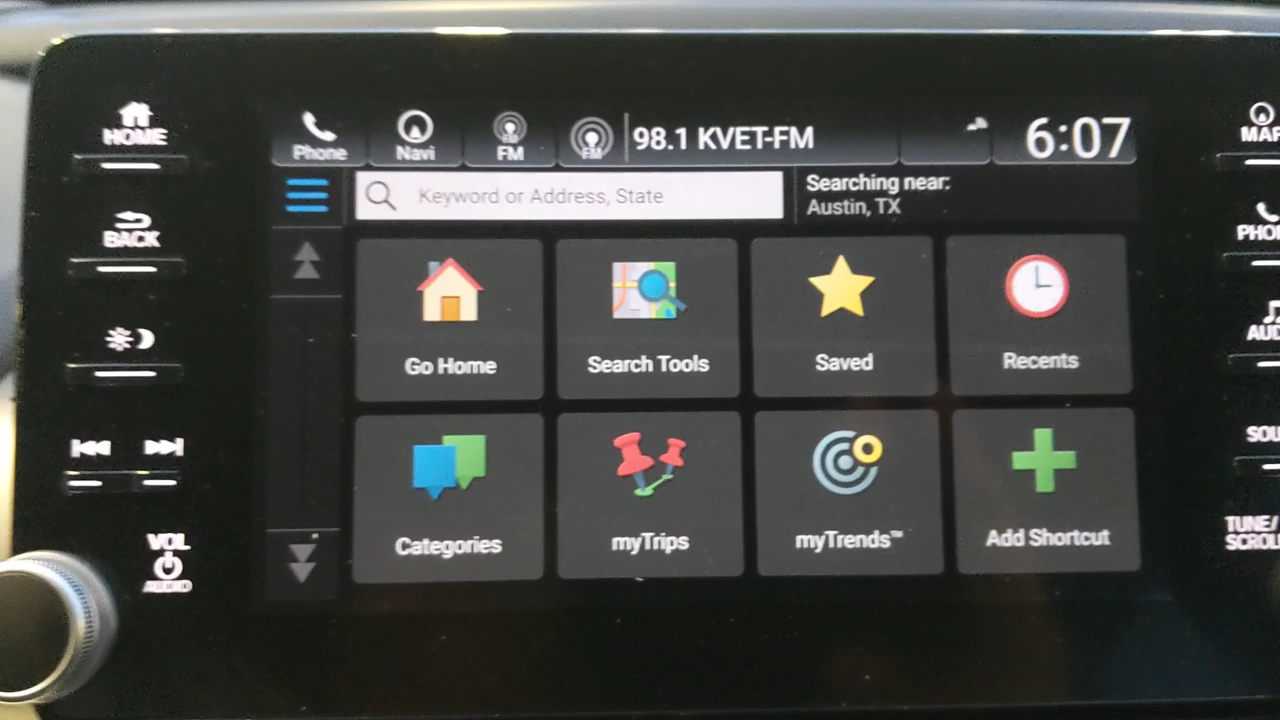 HOME
Phone
Navi
FM
FM
98.1 KVET-FM
6:07
Keyword or Address, State
Searching near:
Austin, TX
BACK
Go Home
Search Tools
Saved
Recents
Categories
myTrips
myTrends™
Add Shortcut
VOL
AUDIO
MAP
PHON
AUD
SOU
TUNE/
SCROLL